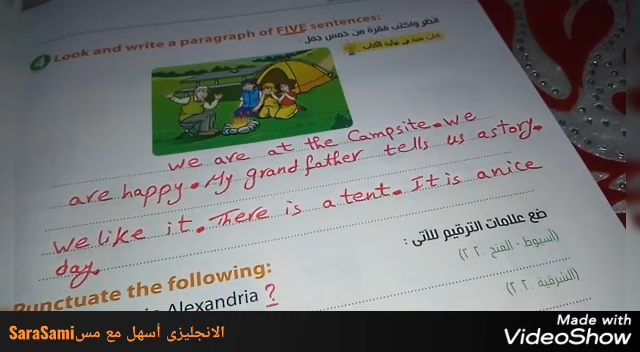 4 Look and write a paragraph of FIVE sentences:
انظر واكتب فقرة من خمس جمل :
we are at the Campsite. we
are happy. My grand father tells us a story.
we like it. There is a tent. It is a nice
day.
ضع علامات الترقيم للآتى :
Punctuate the following:
(أسيوط - الفتح ٢٠٢٠)
Alexandria ?
(الشرقية ٢٠٢٠)
الانجليزى أسهل مع مس SaraSami
Made with
VideoShow